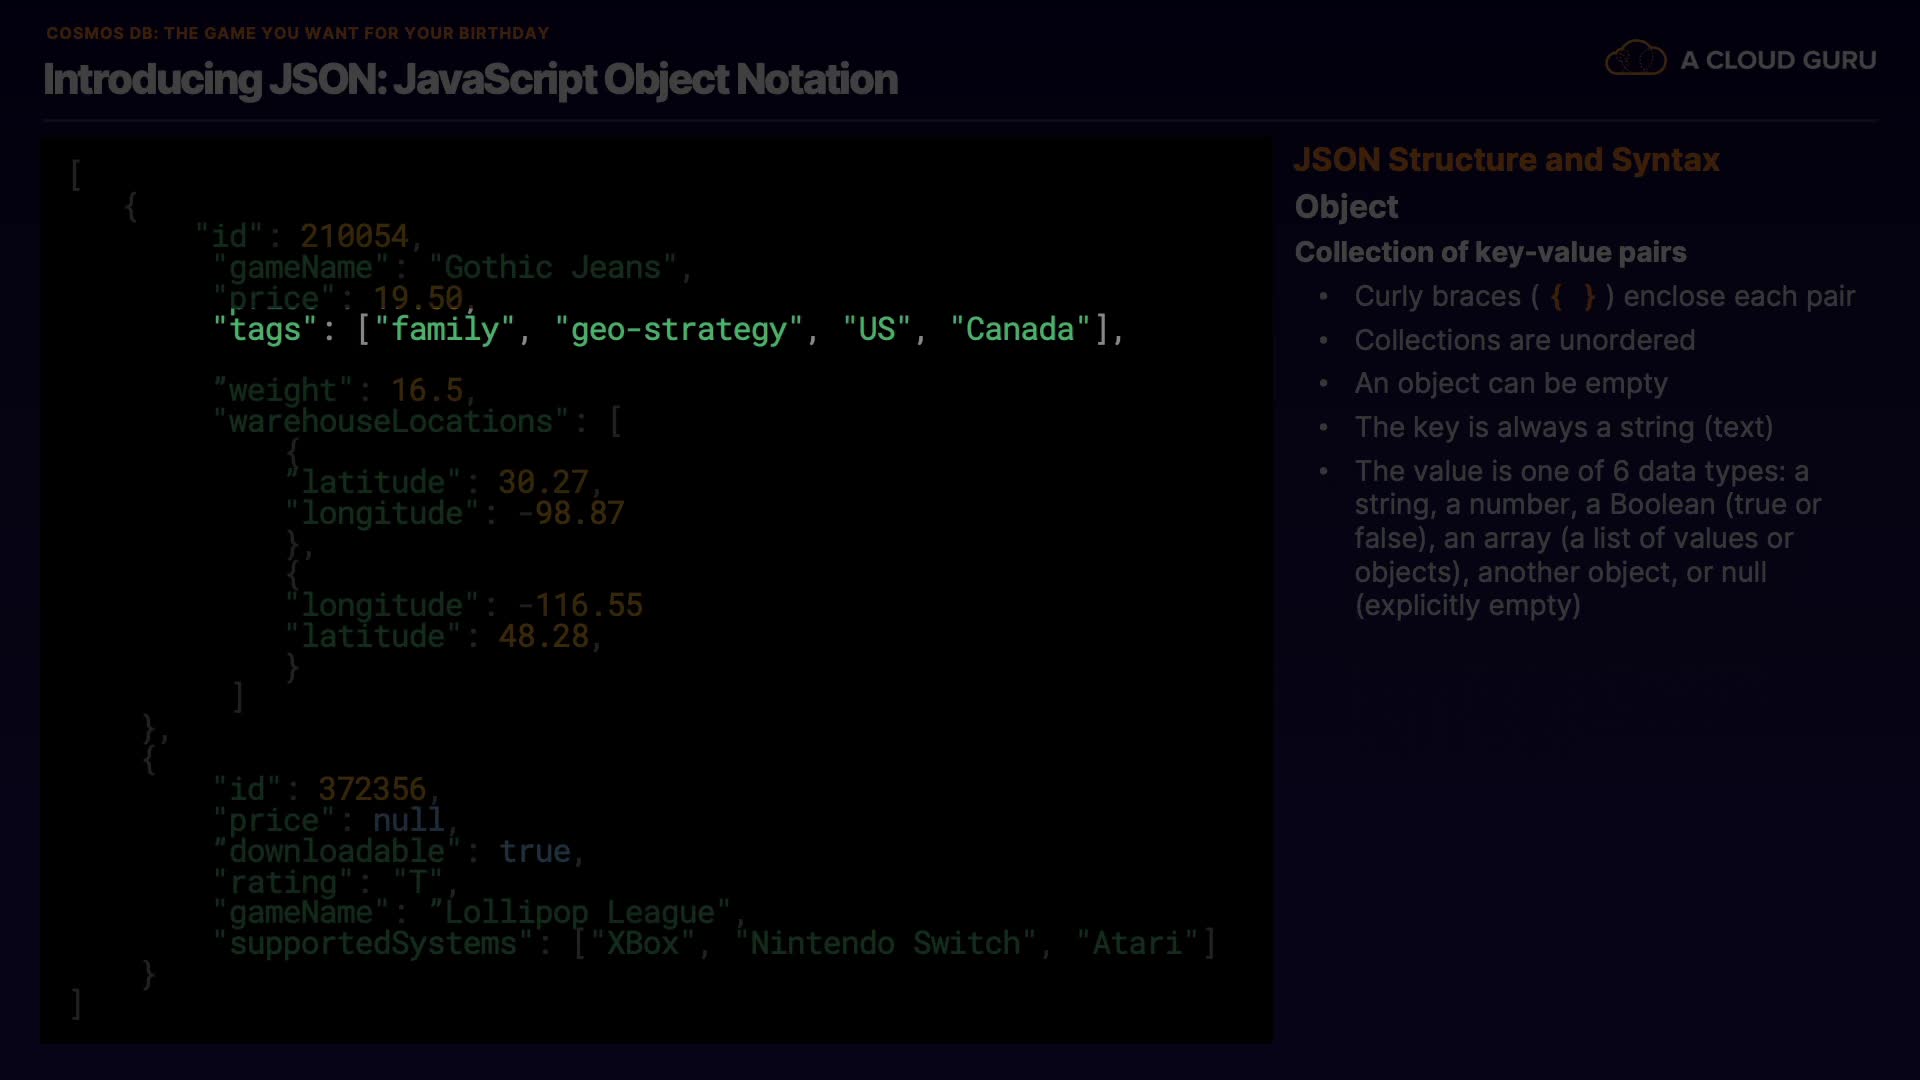 COSMOS DB: THE GAME YOU WANT FOR YOUR BIRTHDAY
Introducing JSON: JavaScript Object Notation
A CLOUD GURU
[
{
"id": 210054,
"gameName": "Gothic Jeans",
"price": 19.50,
"tags": ["family", "geo-strategy", "US", "Canada"],
"weight": 16.5,
"warehouseLocations": [
{
"latitude": 30.27,
"longitude": -98.87
},
{
"longitude": -116.55
"latitude": 48.28,
}
]
},
{
"id": 372356,
"price": null,
"downloadable": true,
"rating": "T",
"gameName": ”Lollipop League",
"supportedSystems": ["XBox", "Nintendo Switch", "Atari"]
}
]
JSON Structure and Syntax
Object
Collection of key-value pairs
• Curly braces ( { } ) enclose each pair
• Collections are unordered
• An object can be empty
• The key is always a string (text)
• The value is one of 6 data types: a
string, a number, a Boolean (true or
false), an array (a list of values or
objects), another object, or null
(explicitly empty)